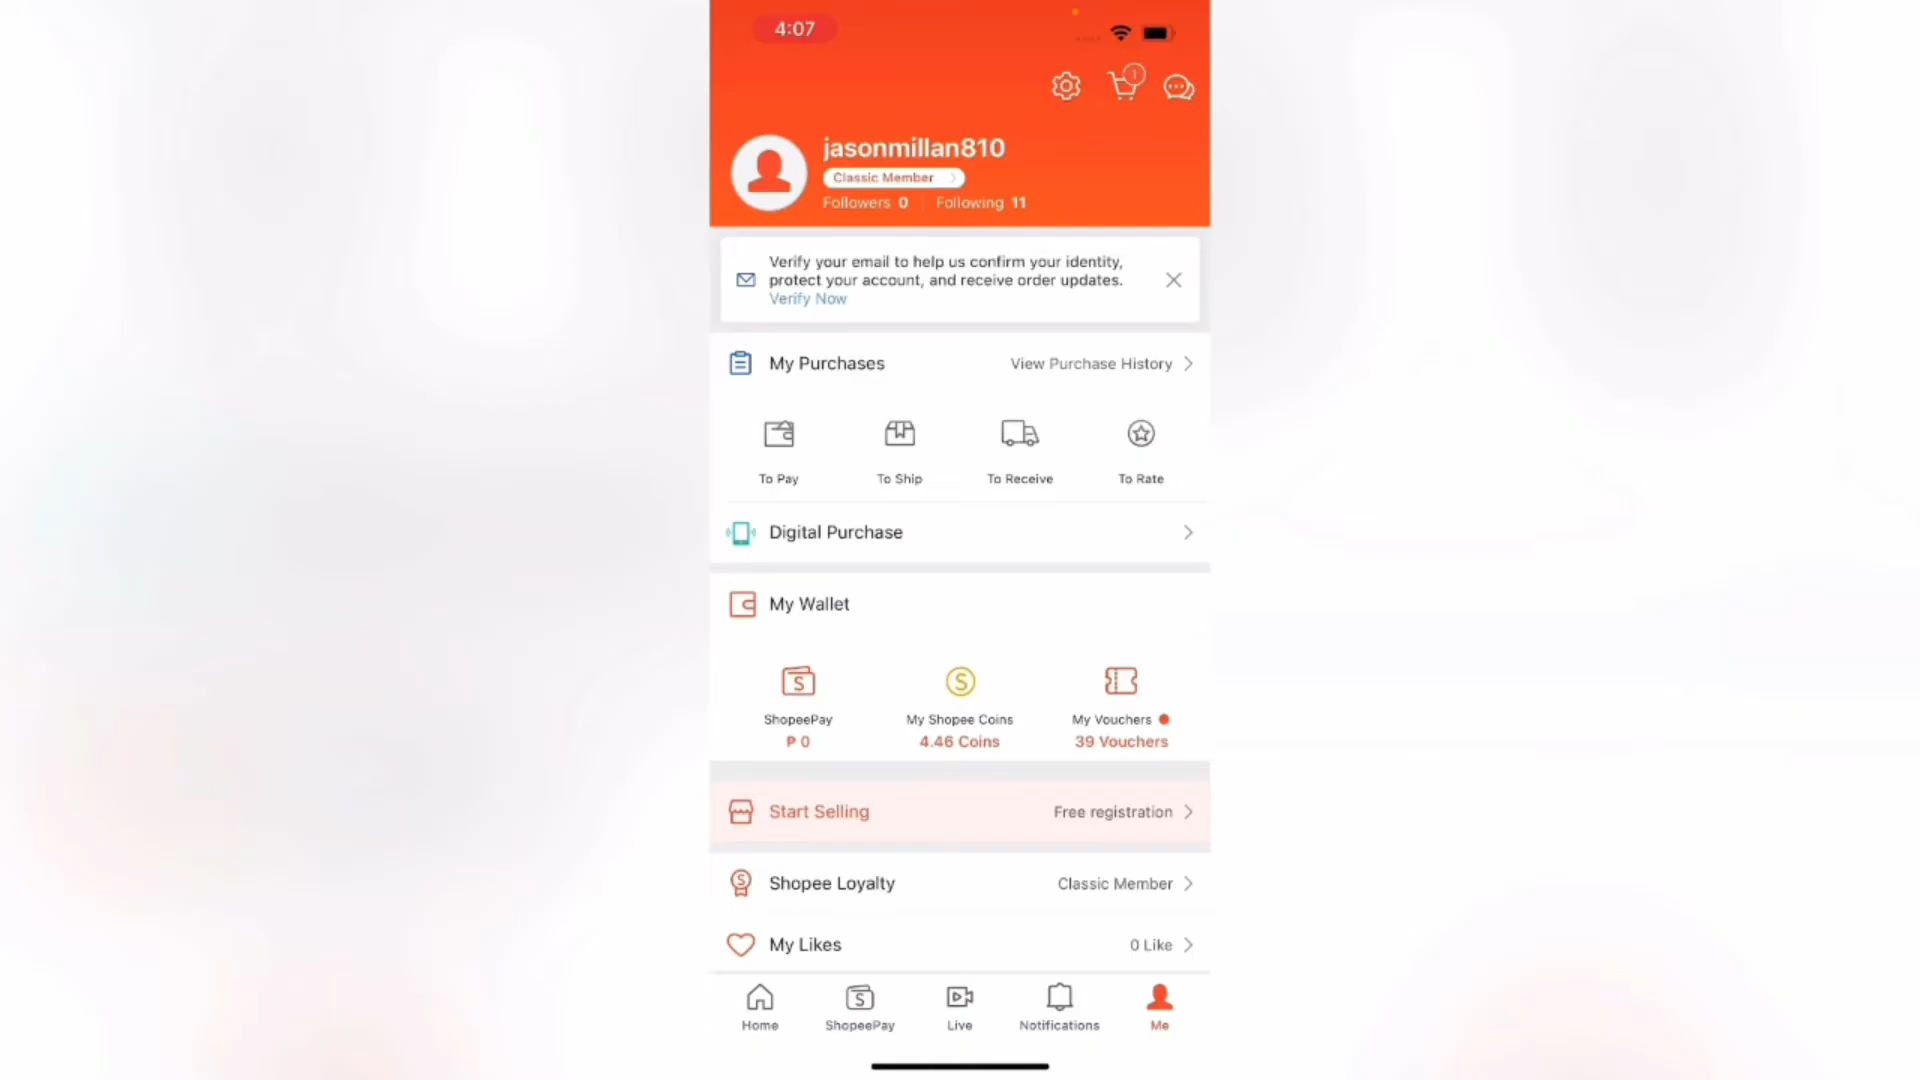 4:07
1
jasonmillan810
Classic Member
Followers 0 Following 11
Verify your email to help us confirm your identity,
protect your account, and receive order updates.
Verify Now
My Purchases View Purchase History
To Pay To Ship To Receive To Rate
Digital Purchase
My Wallet
ShopeePay My Shopee Coins My Vouchers
₱ 0 4.46 Coins 39 Vouchers
Start Selling Free registration
Shopee Loyalty Classic Member
My Likes 0 Like
Home ShopeePay Live Notifications Me